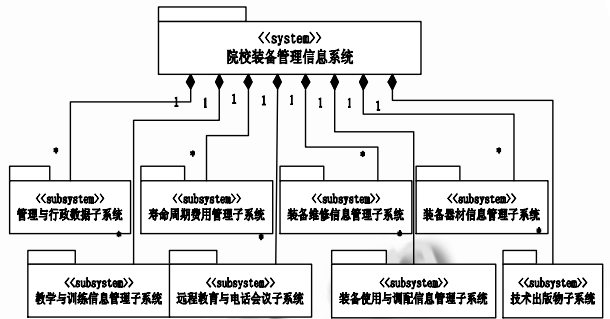 <<system>>
院校装备管理信息系统
1 1 1 1 1 1 1 1
* * * *
<<subsystem>>
管理与行政数据子系统
<<subsystem>>
寿命周期费用管理子系统
<<subsystem>>
装备维修信息管理子系统
<<subsystem>>
装备器材信息管理子系统
* * * *
<<subsystem>>
教学与训练信息管理子系统
<<subsystem>>
远程教育与电话会议子系统
<<subsystem>>
装备使用与调配信息管理子系统
<<subsystem>>
技术出版物子系统